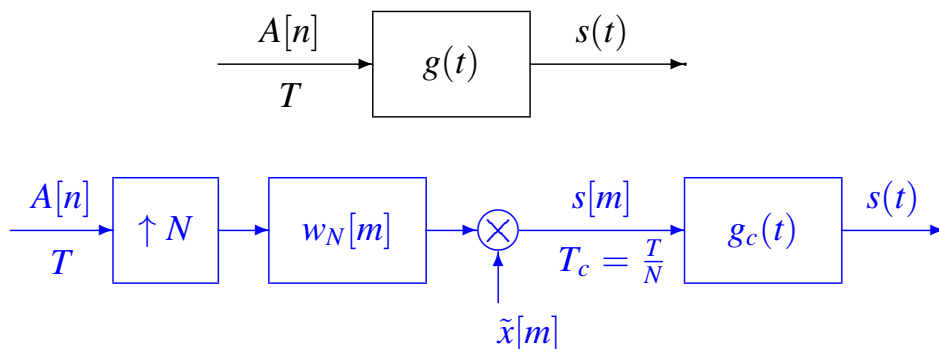 A[n]
s(t)
g(t)
T
A[n]
s[m]
s(t)
↑ N
w_N[m]
g_c(t)
T
T_c = T/N
x̃[m]